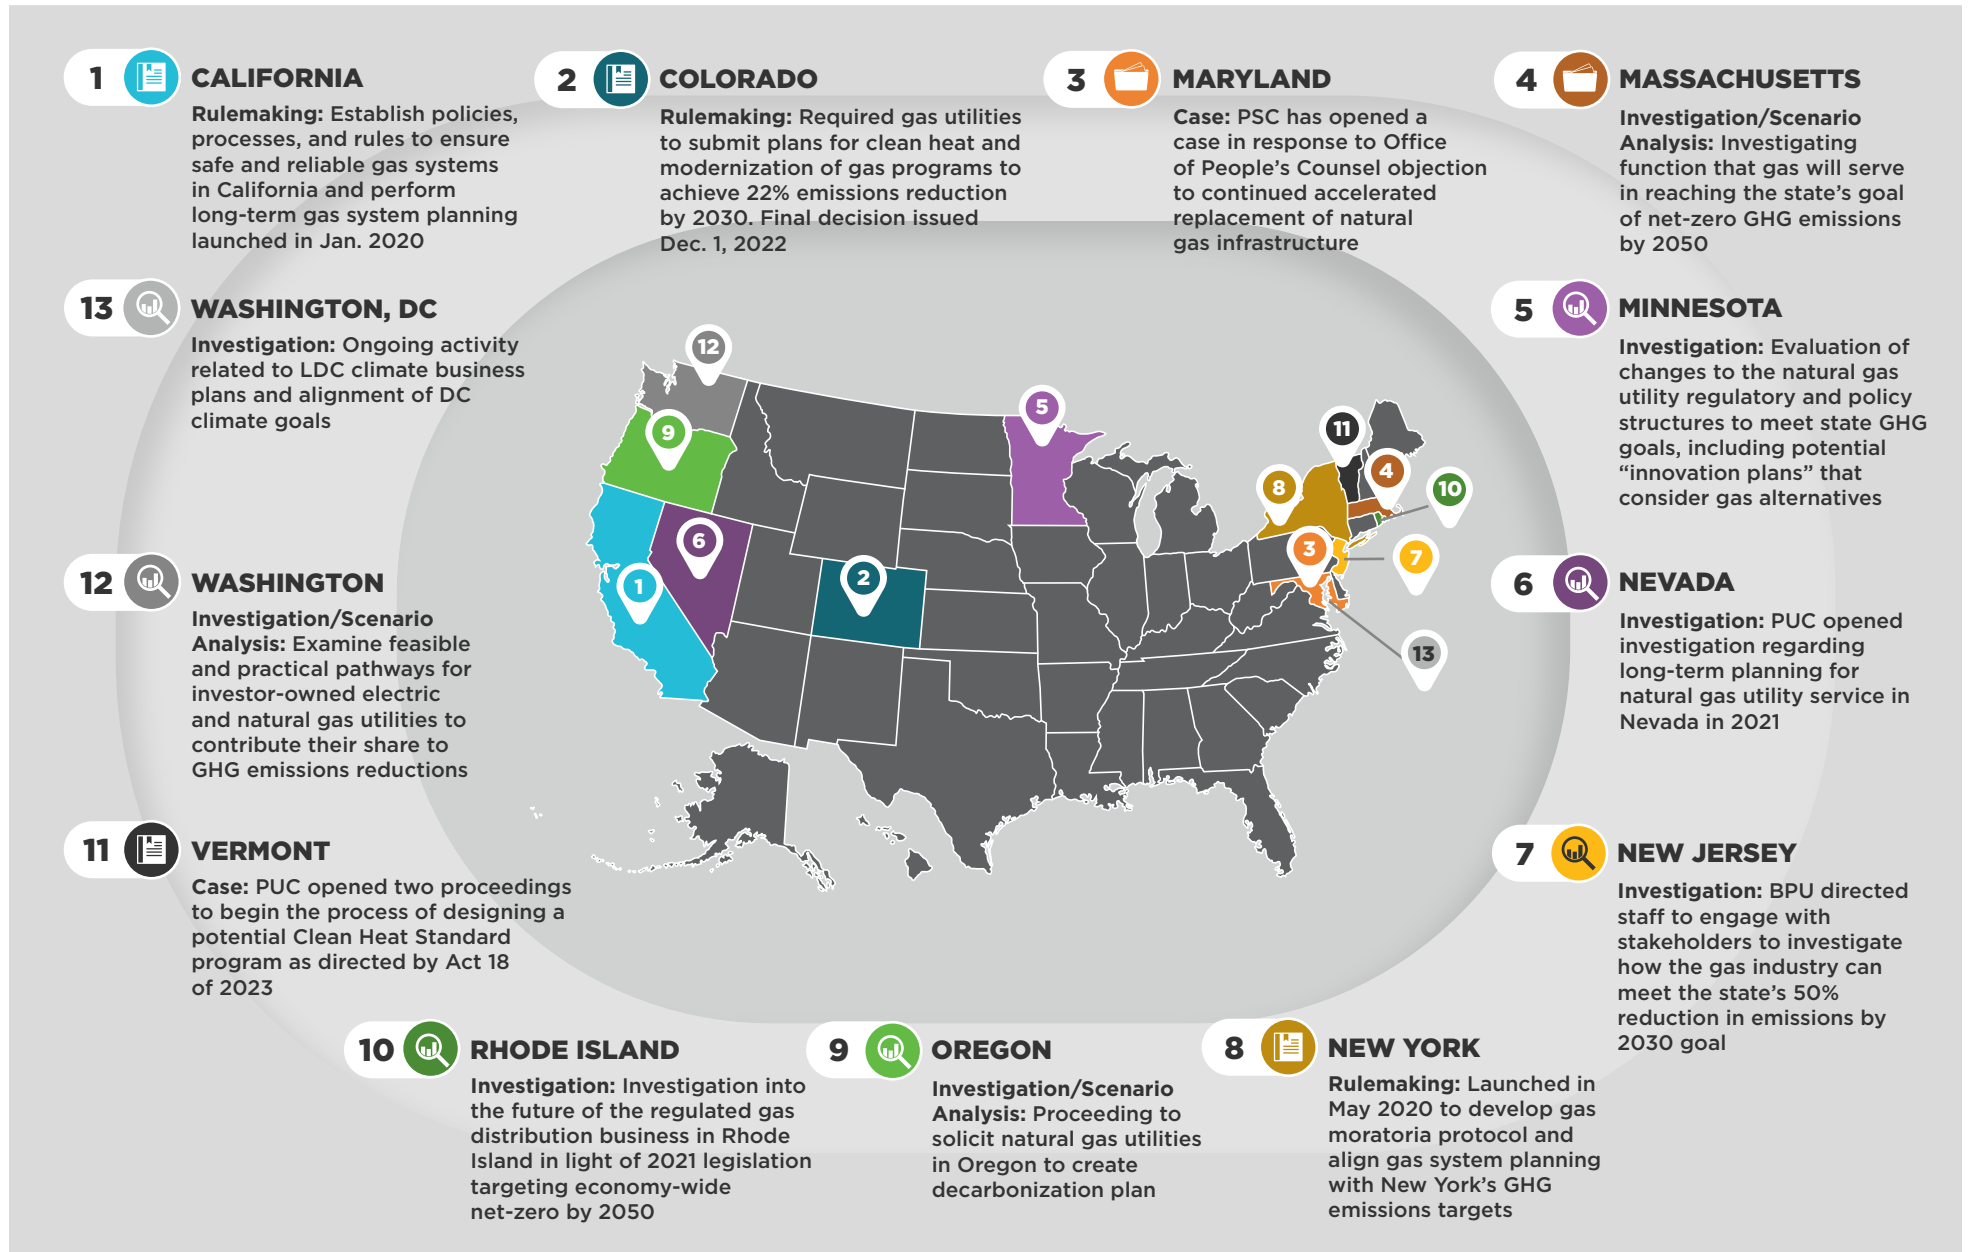 1
CALIFORNIA
Rulemaking: Establish policies,
processes, and rules to ensure
safe and reliable gas systems
in California and perform
long-term gas system planning
launched in Jan. 2020
2
COLORADO
Rulemaking: Required gas utilities
to submit plans for clean heat and
modernization of gas programs to
achieve 22% emissions reduction
by 2030. Final decision issued
Dec. 1, 2022
3
MARYLAND
Case: PSC has opened a
case in response to Office
of People’s Counsel objection
to continued accelerated
replacement of natural
gas infrastructure
4
MASSACHUSETTS
Investigation/Scenario
Analysis: Investigating
function that gas will serve
in reaching the state’s goal
of net-zero GHG emissions
by 2050
13
WASHINGTON, DC
Investigation: Ongoing activity
related to LDC climate business
plans and alignment of DC
climate goals
5
MINNESOTA
Investigation: Evaluation of
changes to the natural gas
utility regulatory and policy
structures to meet state GHG
goals, including potential
“innovation plans” that
consider gas alternatives
12
WASHINGTON
Investigation/Scenario
Analysis: Examine feasible
and practical pathways for
investor-owned electric
and natural gas utilities to
contribute their share to
GHG emissions reductions
12
9
5
11
4
8
10
6
3
7
1
2
13
6
NEVADA
Investigation: PUC opened
investigation regarding
long-term planning for
natural gas utility service in
Nevada in 2021
11
VERMONT
Case: PUC opened two proceedings
to begin the process of designing a
potential Clean Heat Standard
program as directed by Act 18
of 2023
7
NEW JERSEY
Investigation: BPU directed
staff to engage with
stakeholders to investigate
how the gas industry can
meet the state’s 50%
reduction in emissions by
2030 goal
10
RHODE ISLAND
Investigation: Investigation into
the future of the regulated gas
distribution business in Rhode
Island in light of 2021 legislation
targeting economy-wide
net-zero by 2050
9
OREGON
Investigation/Scenario
Analysis: Proceeding to
solicit natural gas utilities
in Oregon to create
decarbonization plan
8
NEW YORK
Rulemaking: Launched in
May 2020 to develop gas
moratoria protocol and
align gas system planning
with New York’s GHG
emissions targets